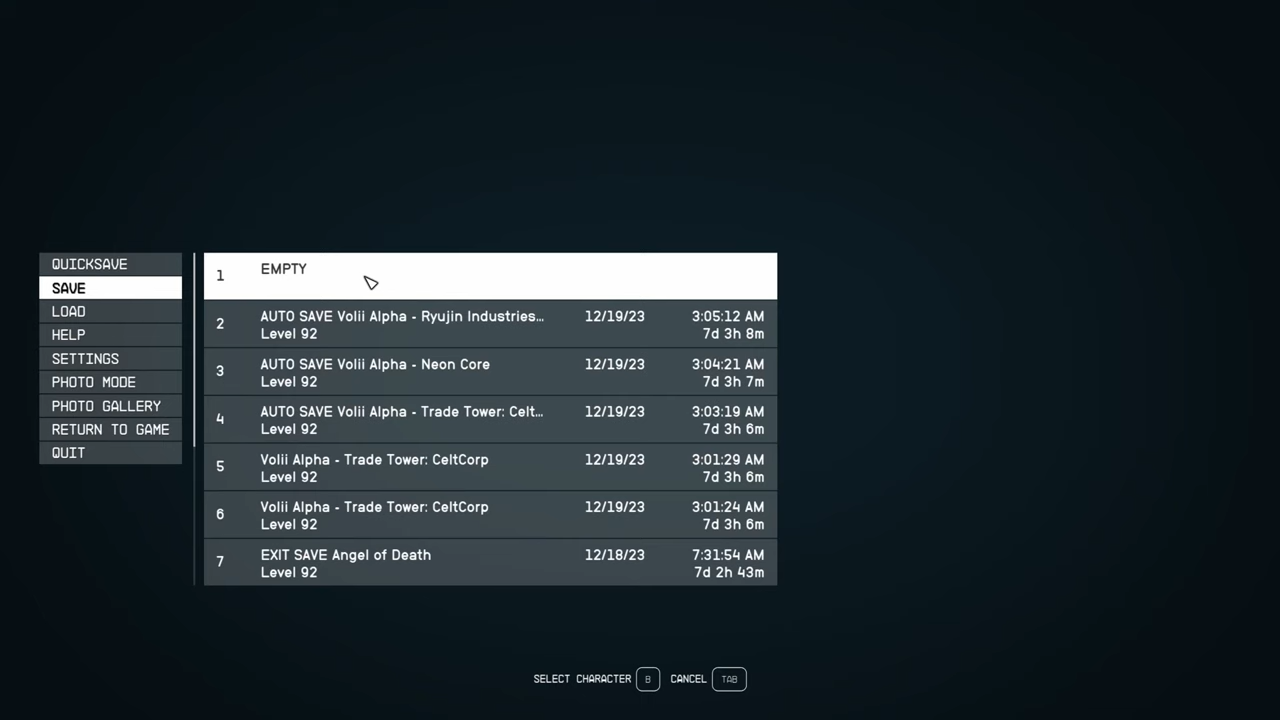 QUICKSAVE
SAVE
LOAD
HELP
SETTINGS
PHOTO MODE
PHOTO GALLERY
RETURN TO GAME
QUIT
1 EMPTY
2 AUTO SAVE Volii Alpha - Ryujin Industries... 12/19/23 3:05:12 AM
Level 92 7d 3h 8m
3 AUTO SAVE Volii Alpha - Neon Core 12/19/23 3:04:21 AM
Level 92 7d 3h 7m
4 AUTO SAVE Volii Alpha - Trade Tower: Celt... 12/19/23 3:03:19 AM
Level 92 7d 3h 6m
5 Volii Alpha - Trade Tower: CeltCorp 12/19/23 3:01:29 AM
Level 92 7d 3h 6m
6 Volii Alpha - Trade Tower: CeltCorp 12/19/23 3:01:24 AM
Level 92 7d 3h 6m
7 EXIT SAVE Angel of Death 12/18/23 7:31:54 AM
Level 92 7d 2h 43m
SELECT CHARACTER B CANCEL TAB